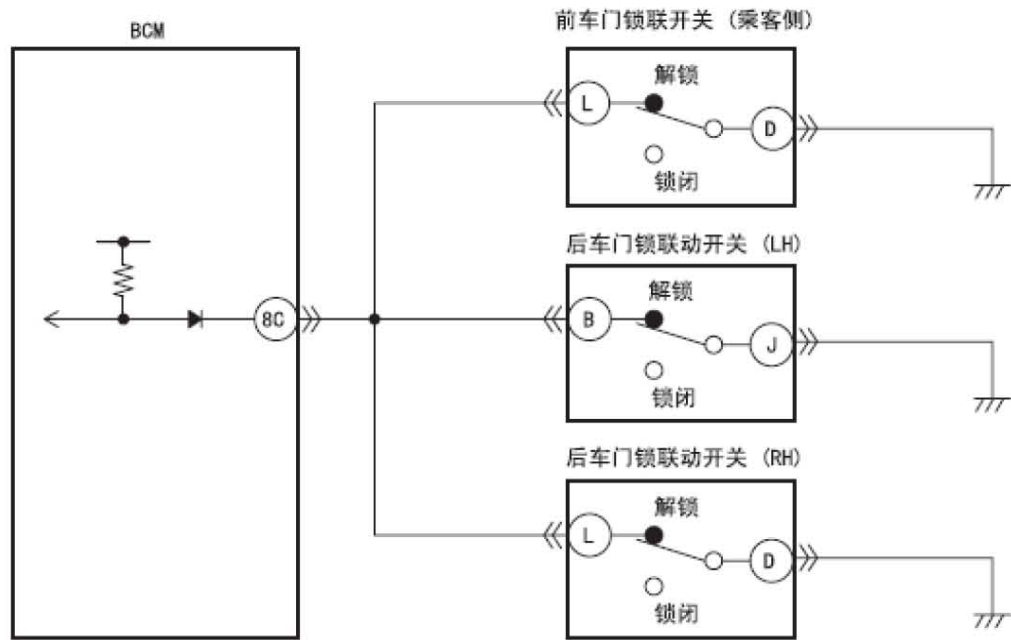 BCM
前车门锁联开关 (乘客侧)
解锁
L
D
锁闭
后车门锁联动开关 (LH)
解锁
8C
B
J
锁闭
后车门锁联动开关 (RH)
解锁
L
D
锁闭